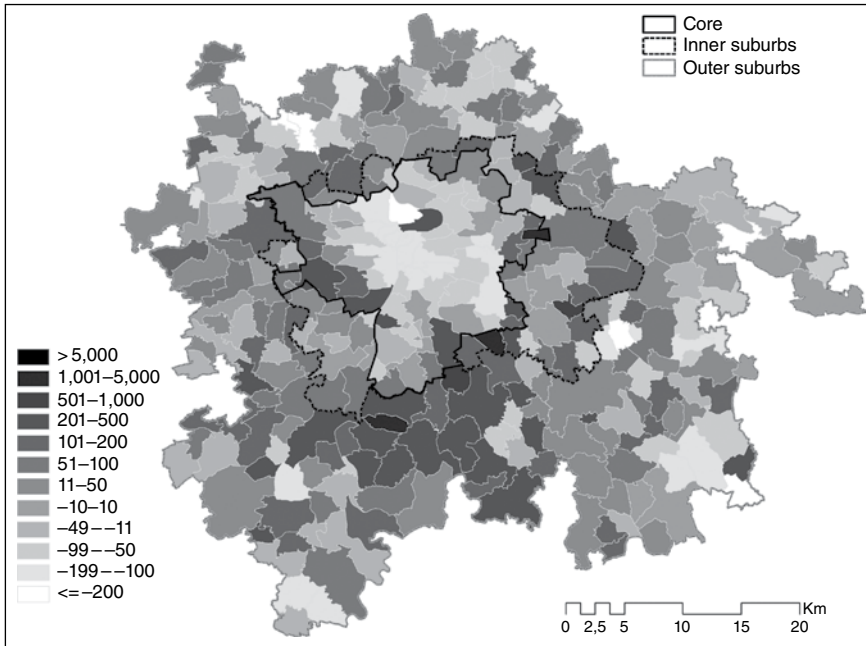 Core
Inner suburbs
Outer suburbs
> 5,000
1,001–5,000
501–1,000
201–500
101–200
51–100
11–50
–10–10
–49––11
–99––50
–199––100
<= –200
Km
0 2,5 5 10 15 20